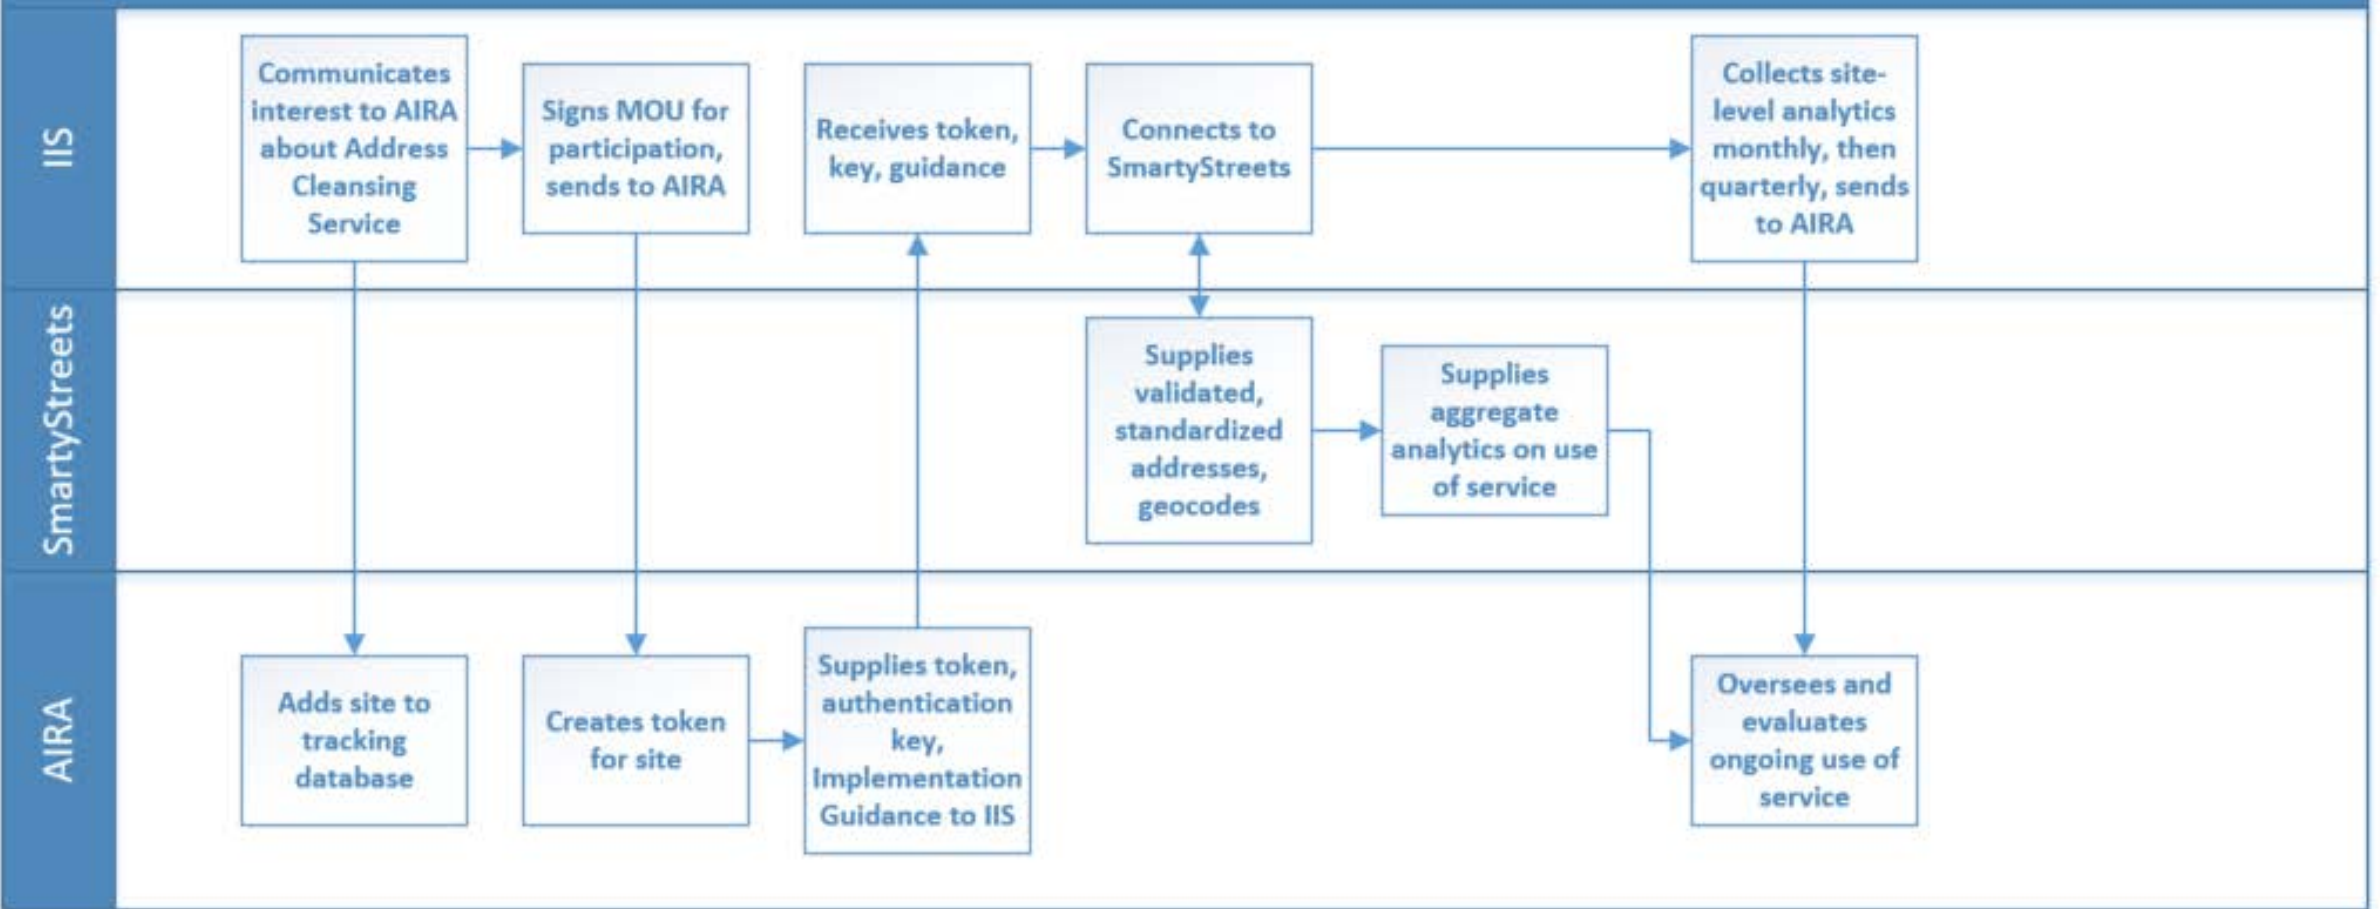 IIS
Communicates
interest to AIRA
about Address
Cleansing
Service
Signs MOU for
participation,
sends to AIRA
Receives token,
key, guidance
Connects to
SmartyStreets
Collects site-
level analytics
monthly, then
quarterly, sends
to AIRA
SmartyStreets
Supplies
validated,
standardized
addresses,
geocodes
Supplies
aggregate
analytics on use
of service
AIRA
Adds site to
tracking
database
Creates token
for site
Supplies token,
authentication
key,
Implementation
Guidance to IIS
Oversees and
evaluates
ongoing use of
service